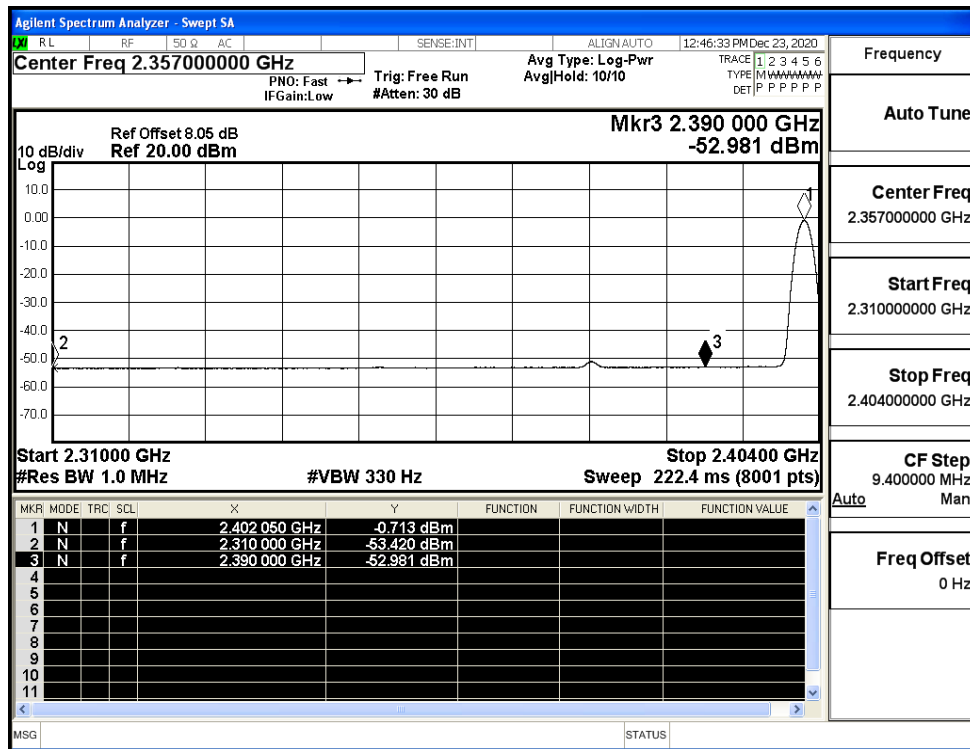 Agilent Spectrum Analyzer - Swept SA
LXI RL RF 50 Ω AC SENSE:INT ALIGN AUTO 12:46:33 PM Dec 23, 2020
Center Freq 2.357000000 GHz
PNO: Fast
IFGain:Low
Trig: Free Run
#Atten: 30 dB
Avg Type: Log-Pwr
Avg|Hold: 10/10
TRACE 1 2 3 4 5 6
TYPE M W W W W W
DET P P P P P P
Ref Offset 8.05 dB
10 dB/div Ref 20.00 dBm
Log
Mkr3 2.390 000 GHz
-52.981 dBm
10.0
0.00
-10.0
-20.0
-30.0
-40.0
-50.0
-60.0
-70.0
1
2
3
Start 2.31000 GHz Stop 2.40400 GHz
#Res BW 1.0 MHz #VBW 330 Hz Sweep 222.4 ms (8001 pts)
MKR MODE TRC SCL X Y FUNCTION FUNCTION WIDTH FUNCTION VALUE
1 N f 2.402 050 GHz -0.713 dBm
2 N f 2.310 000 GHz -53.420 dBm
3 N f 2.390 000 GHz -52.981 dBm
4
5
6
7
8
9
10
11
MSG STATUS
Frequency
Auto Tune
Center Freq
2.357000000 GHz
Start Freq
2.310000000 GHz
Stop Freq
2.404000000 GHz
CF Step
9.400000 MHz
Auto Man
Freq Offset
0 Hz